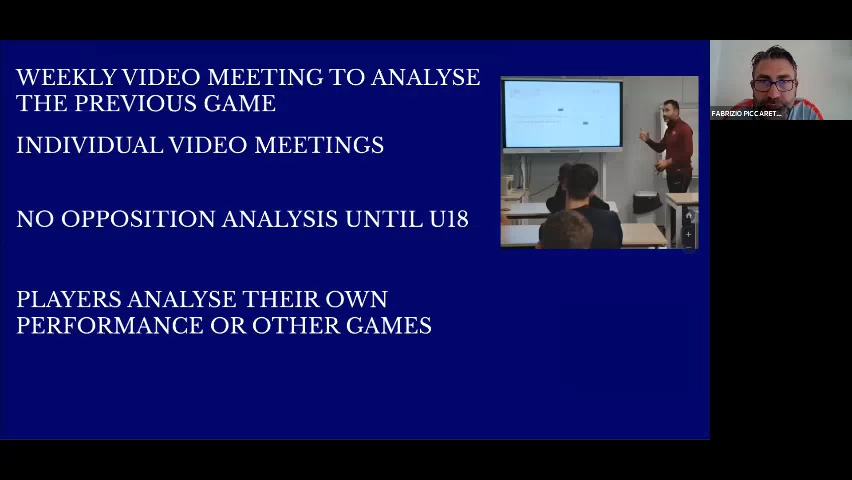 WEEKLY VIDEO MEETING TO ANALYSE
THE PREVIOUS GAME
INDIVIDUAL VIDEO MEETINGS
NO OPPOSITION ANALYSIS UNTIL U18
PLAYERS ANALYSE THEIR OWN
PERFORMANCE OR OTHER GAMES
FABRIZIO PICCARET...